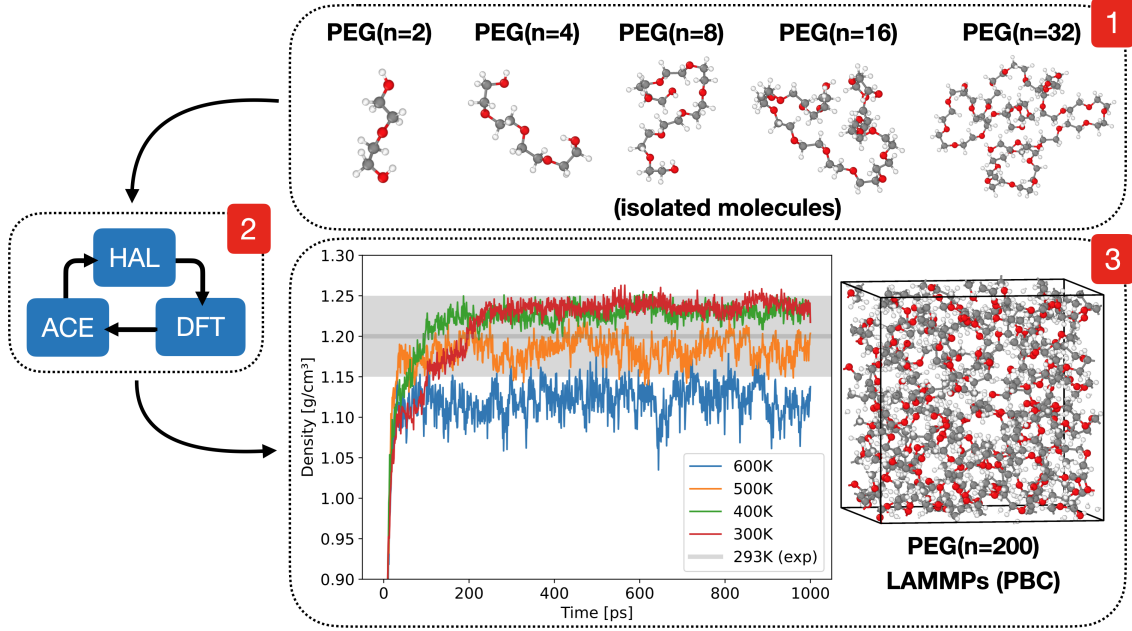 1
PEG(n=2) PEG(n=4) PEG(n=8) PEG(n=16) PEG(n=32)
(isolated molecules)
2
HAL
ACE DFT
3
1.30
1.25
1.20
1.15
1.10
1.05
1.00
0.95
0.90
Density [g/cm³]
600K
500K
400K
300K
293K (exp)
0 200 400 600 800 1000
Time [ps]
PEG(n=200)
LAMMPs (PBC)